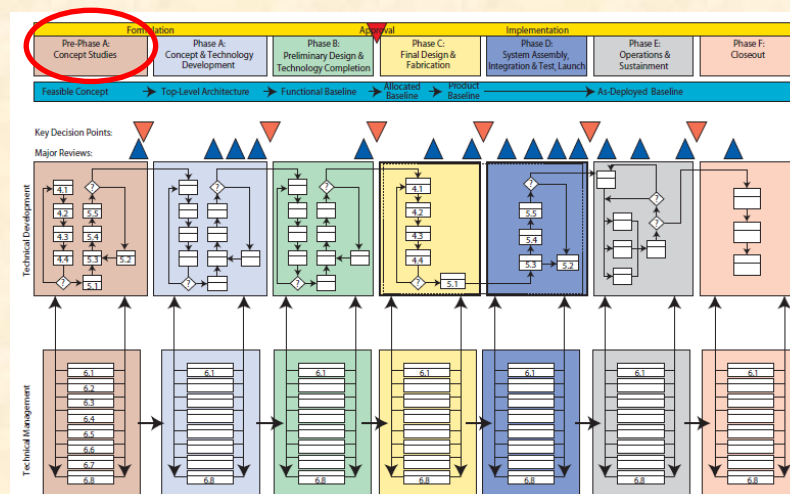 Formulation Approval Implementation
Pre-Phase A: Concept Studies
Phase A: Concept & Technology Development
Phase B: Preliminary Design & Technology Completion
Phase C: Final Design & Fabrication
Phase D: System Assembly, Integration & Test, Launch
Phase E: Operations & Sustainment
Phase F: Closeout
Feasible Concept
Top-Level Architecture
Functional Baseline
Allocated Baseline
Product Baseline
As-Deployed Baseline
Key Decision Points:
Major Reviews:
Technical Development
4.1
4.2
4.3
4.4
?
5.1
5.3
5.4
5.5
?
5.2
?
?
?
?
4.1
4.2
4.3
4.4
?
5.1
?
5.5
5.4
5.3
5.2
?
?
Technical Management
6.1
6.2
6.3
6.4
6.5
6.6
6.7
6.8
6.1
6.8
6.1
6.8
6.1
6.8
6.1
6.8
6.1
6.8
6.1
6.8